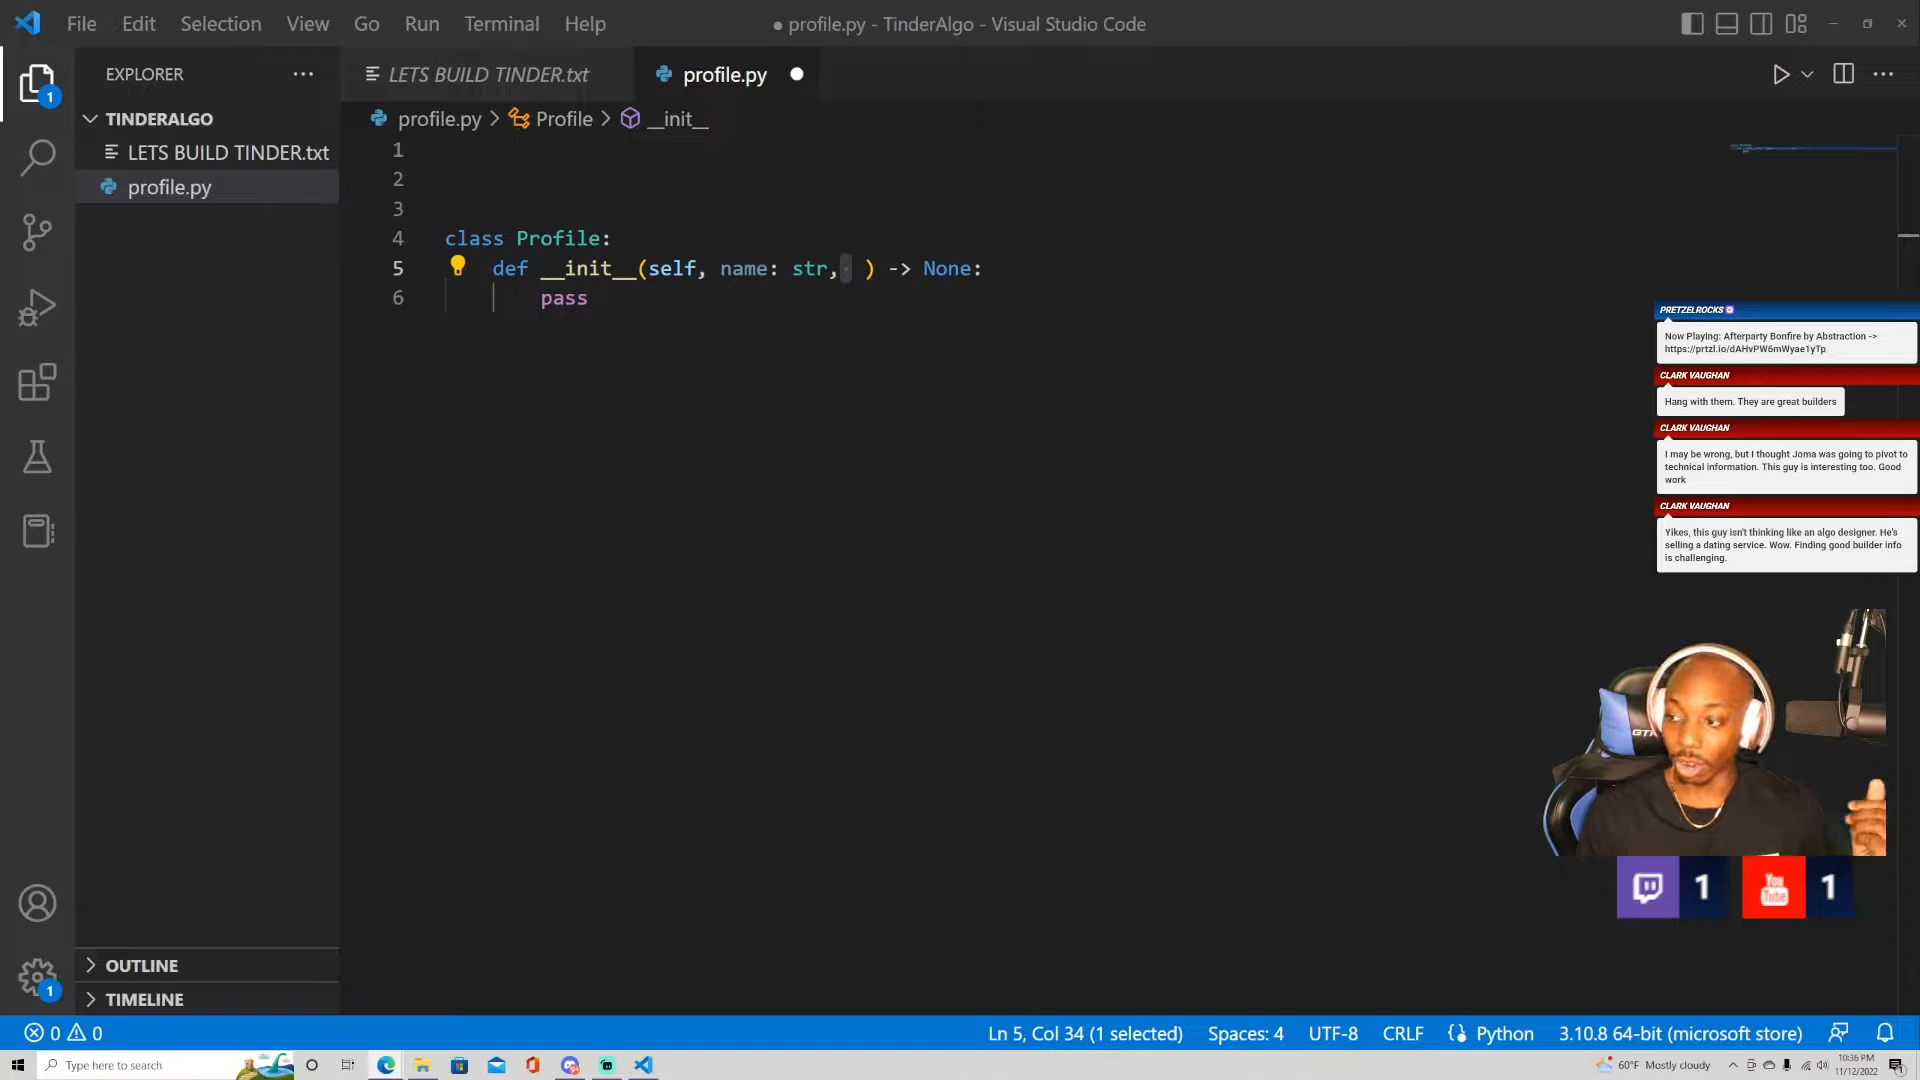 File Edit Selection View Go Run Terminal Help
● profile.py - TinderAlgo - Visual Studio Code
EXPLORER
TINDERALGO
LETS BUILD TINDER.txt
profile.py
OUTLINE
TIMELINE
LETS BUILD TINDER.txt
profile.py
profile.py > Profile > __init__
1
2
3
4 class Profile:
5 def __init__(self, name: str, ) -> None:
6 pass
PRETZELROCKS
Now Playing: Afterparty Bonfire by Abstraction ->
https://prtzl.io/dAHvPW6mWyae1yTp
CLARK VAUGHAN
Hang with them. They are great builders
CLARK VAUGHAN
I may be wrong, but I thought Joma was going to pivot to
technical information. This guy is interesting too. Good
work
CLARK VAUGHAN
Yikes, this guy isn't thinking like an algo designer. He's
selling a dating service. Wow. Finding good builder info
is challenging.
1
You
Tube
1
1
1
0 0
Ln 5, Col 34 (1 selected)
Spaces: 4
UTF-8
CRLF
Python
3.10.8 64-bit (microsoft store)
Type here to search
60°F Mostly cloudy
10:36 PM
11/12/2022